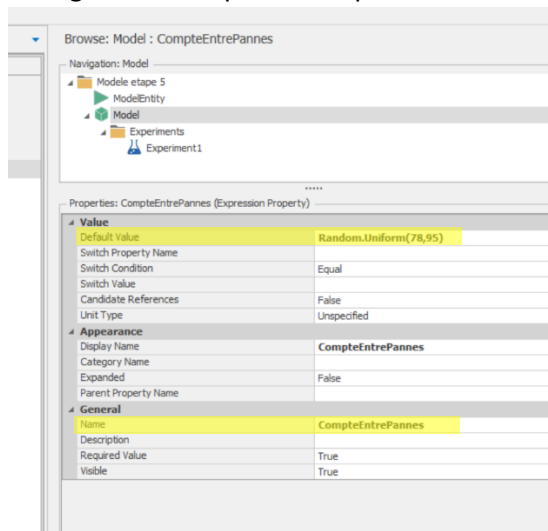 Browse: Model : CompteEntrePannes
Navigation: Model
Modele etape 5
ModelEntity
Model
Experiments
Experiment1
Properties: CompteEntrePannes (Expression Property)
Value
Default Value Random.Uniform(78,95)
Switch Property Name
Switch Condition Equal
Switch Value
Candidate References False
Unit Type Unspecified
Appearance
Display Name CompteEntrePannes
Category Name
Expanded False
Parent Property Name
General
Name CompteEntrePannes
Description
Required Value True
Visible True